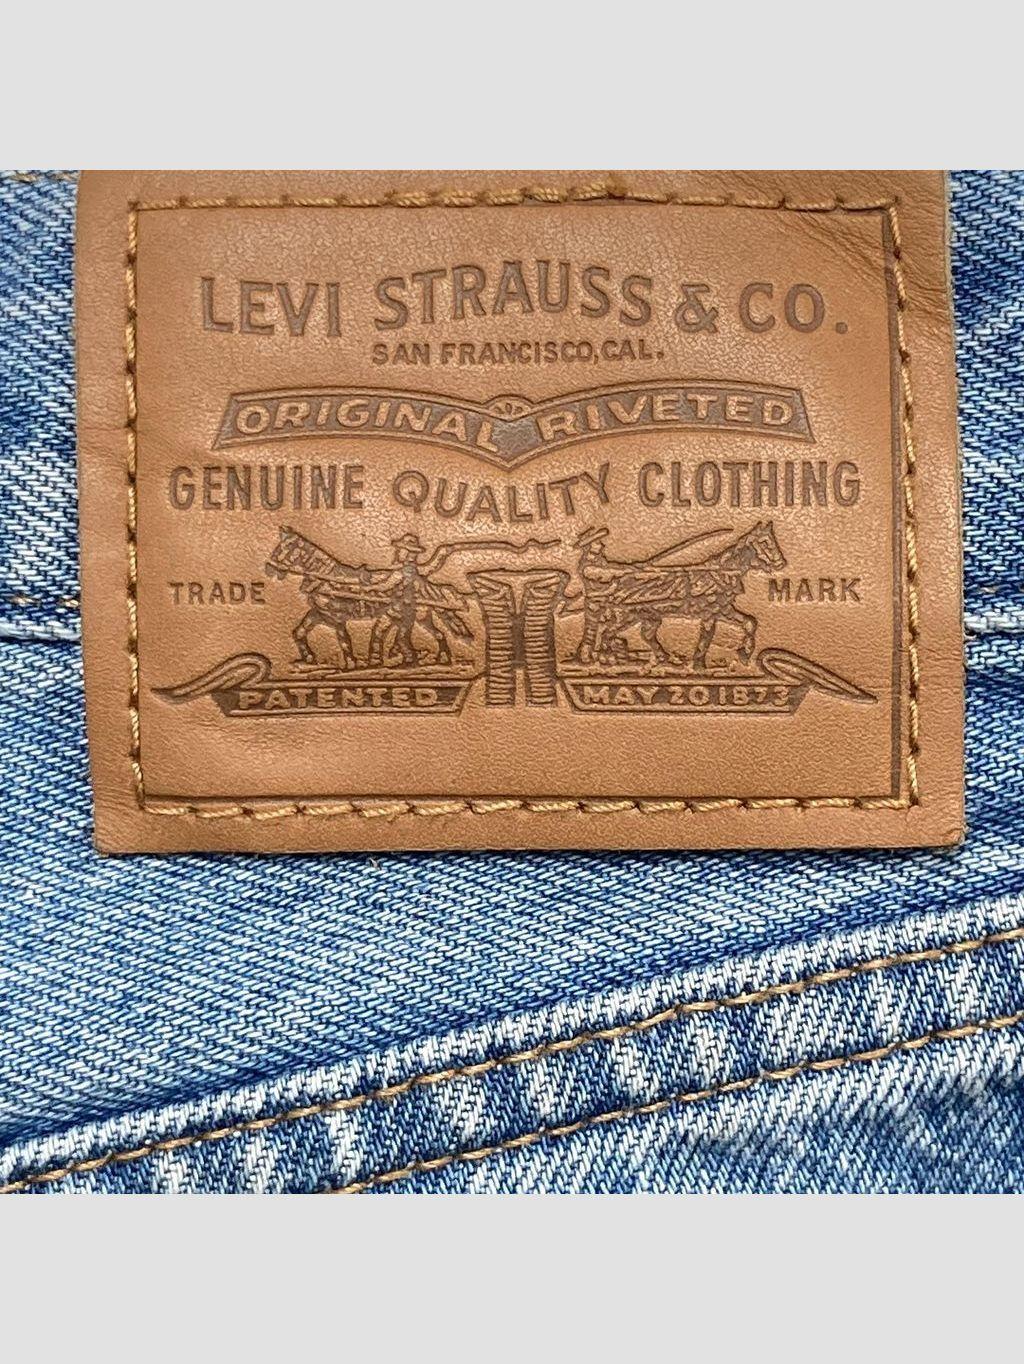 LEVI STRAUSS & CO.
SAN FRANCISCO, CAL.
ORIGINAL RIVETED
GENUINE QUALITY CLOTHING
TRADE MARK
PATENTED MAY 20 1873